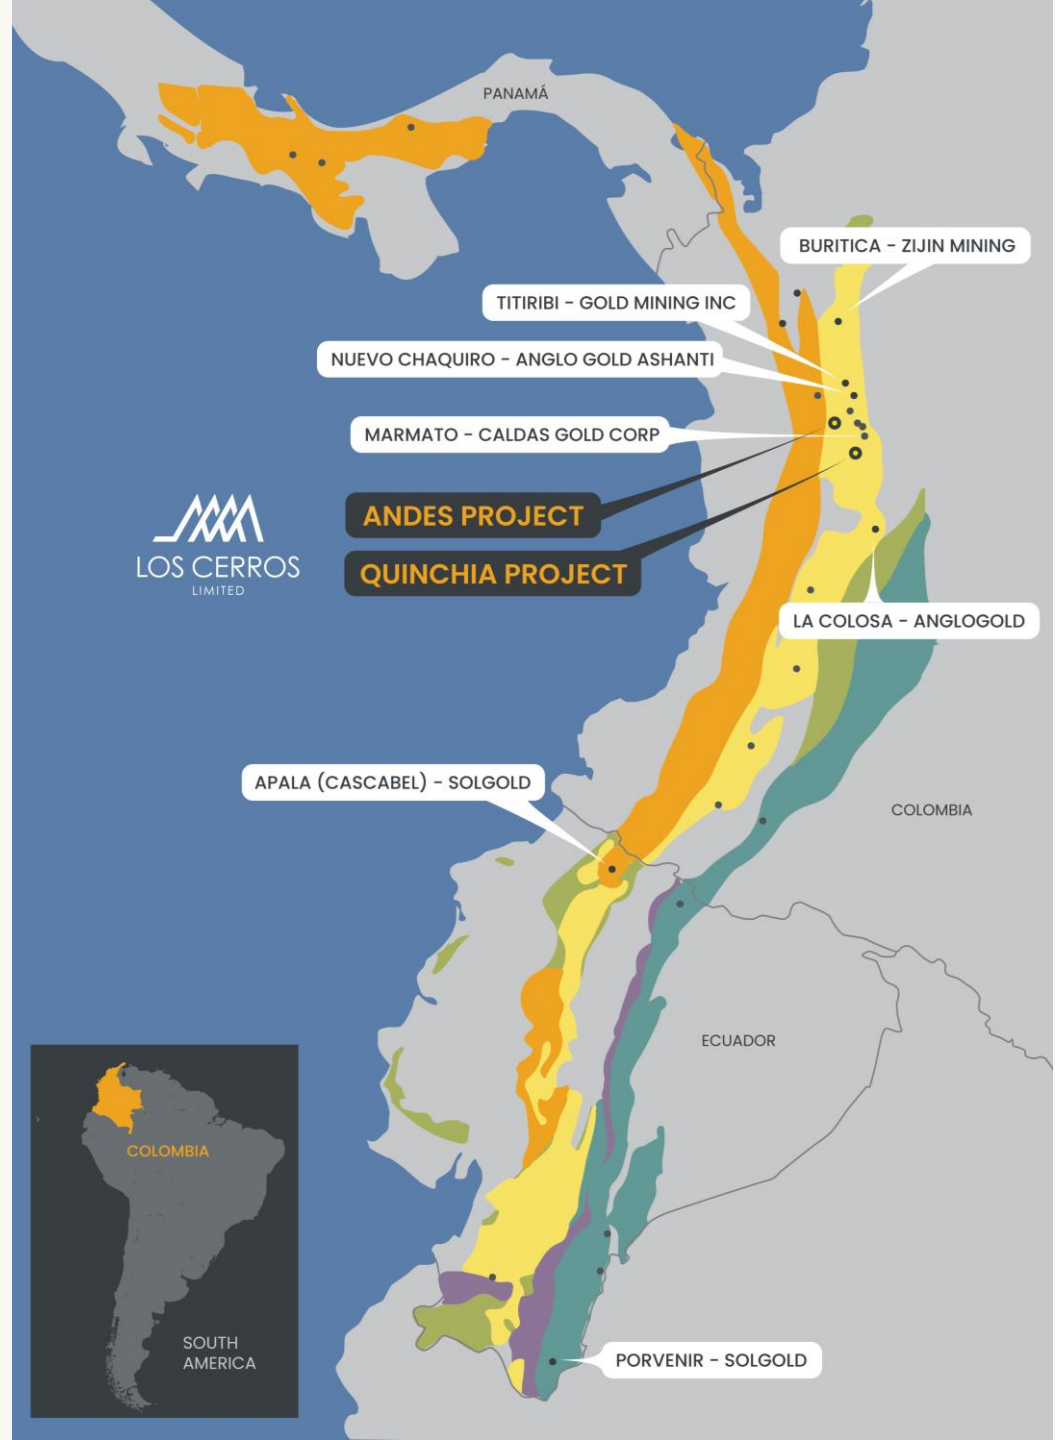 PANAMÁ
BURITICA - ZIJIN MINING
TITIRIBI - GOLD MINING INC
NUEVO CHAQUIRO - ANGLO GOLD ASHANTI
MARMATO - CALDAS GOLD CORP
ANDES PROJECT
QUINCHIA PROJECT
LOS CERROS
LIMITED
LA COLOSA - ANGLOGOLD
APALA (CASCABEL) - SOLGOLD
COLOMBIA
ECUADOR
COLOMBIA
SOUTH
AMERICA
PORVENIR - SOLGOLD